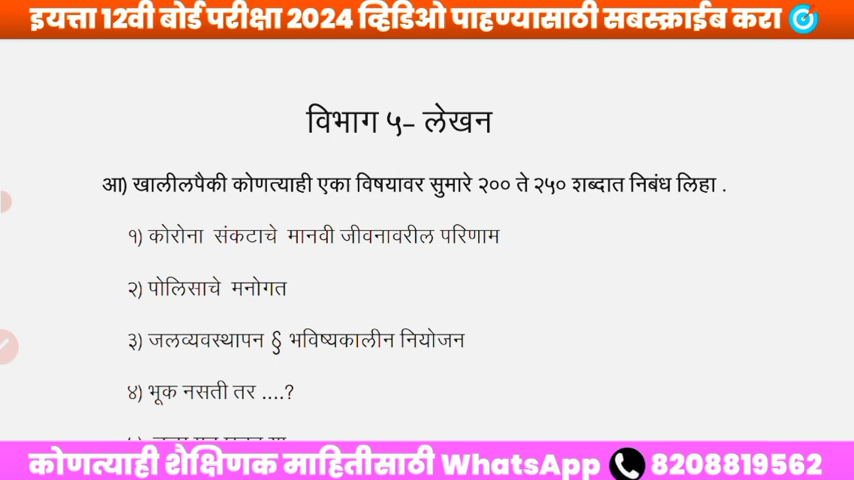 इयत्ता 12वी बोर्ड परीक्षा 2024 व्हिडिओ पाहण्यासाठी सबस्क्राईब करा
विभाग ५- लेखन
आ) खालीलपैकी कोणत्याही एका विषयावर सुमारे २०० ते २५० शब्दात निबंध लिहा .
१) कोरोना संकटाचे मानवी जीवनावरील परिणाम
२) पोलिसाचे मनोगत
३) जलव्यवस्थापन § भविष्यकालीन नियोजन
४) भूक नसती तर ....?
कोणत्याही शैक्षिणक माहितीसाठी WhatsApp 8208819562